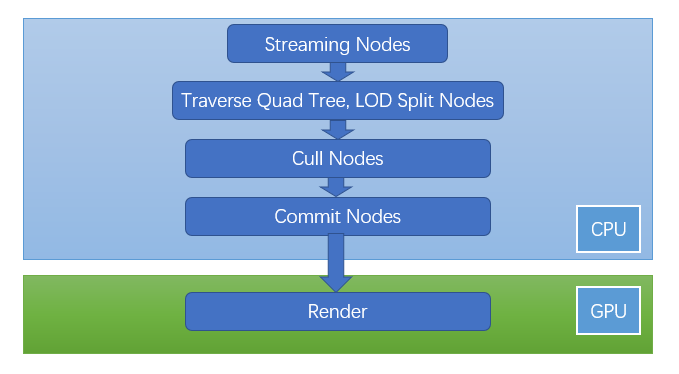 Streaming Nodes
Traverse Quad Tree, LOD Split Nodes
Cull Nodes
Commit Nodes
CPU
Render
GPU